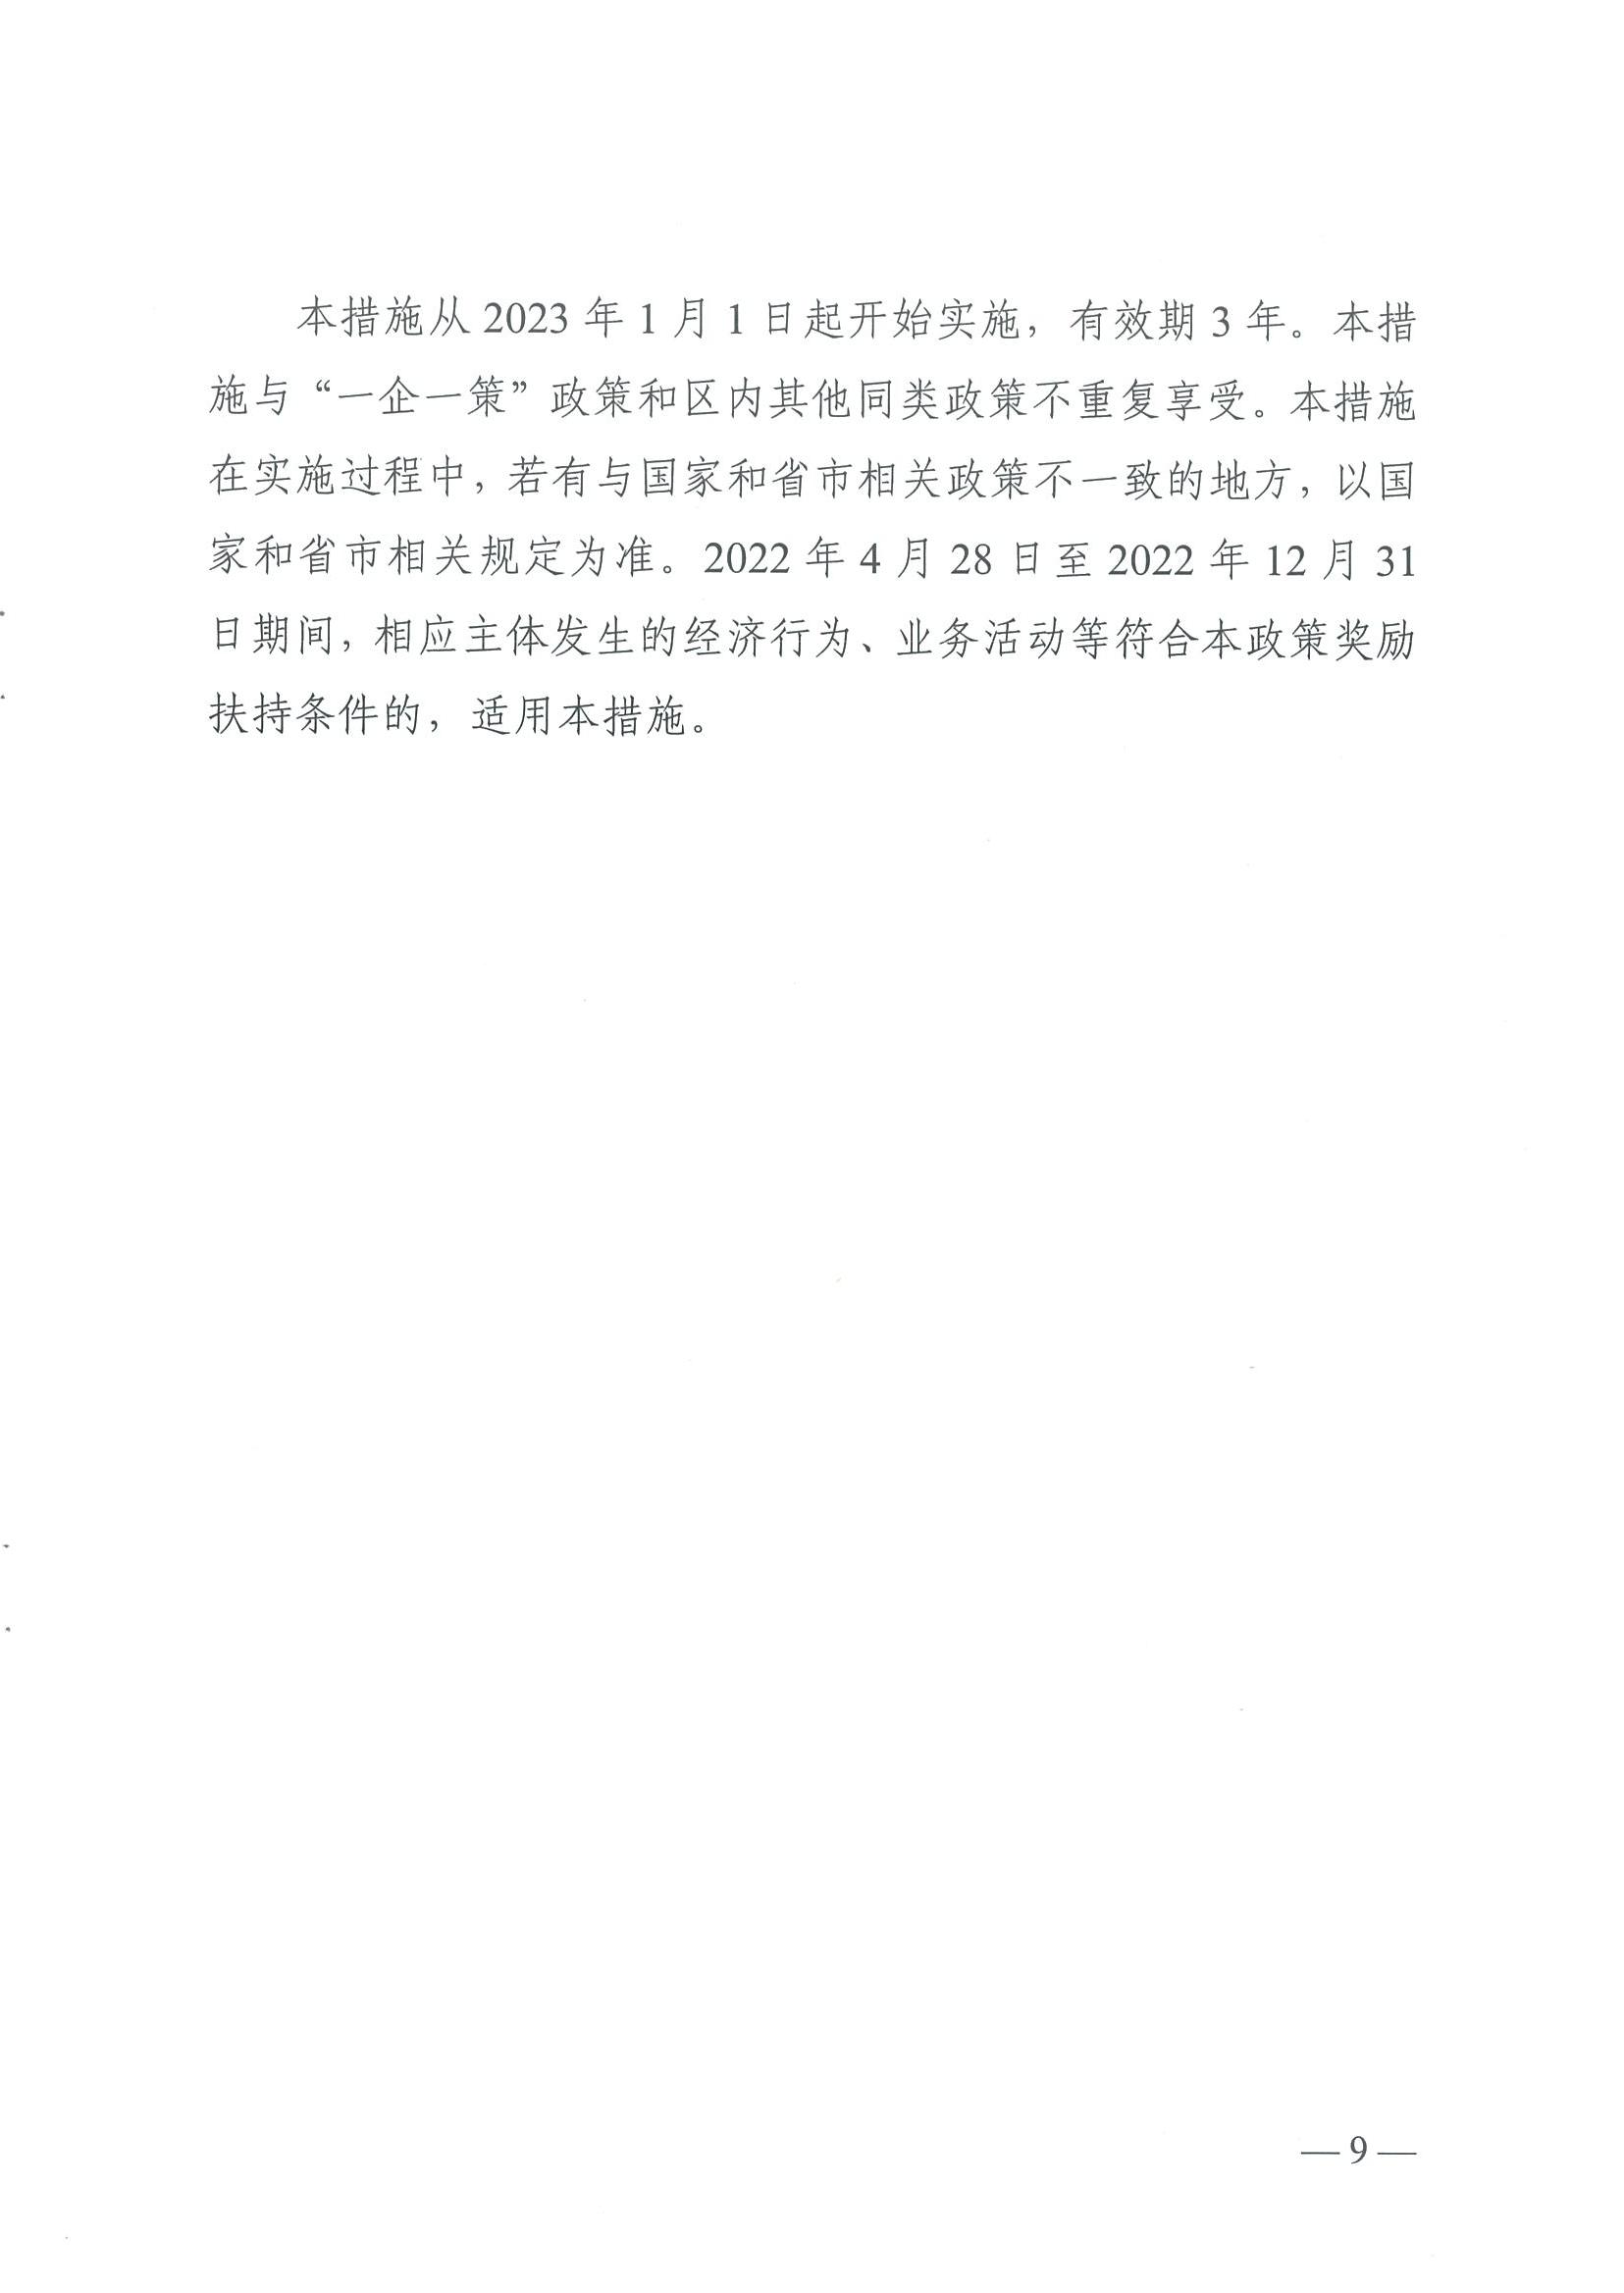 本措施从 2023 年 1 月 1 日起开始实施，有效期 3 年。本措
施与“一企一策”政策和区内其他同类政策不重复享受。本措施
在实施过程中，若有与国家和省市相关政策不一致的地方，以国
家和省市相关规定为准。2022 年 4 月 28 日至 2022 年 12 月 31
日期间，相应主体发生的经济行为、业务活动等符合本政策奖励
扶持条件的，适用本措施。
— 9 —